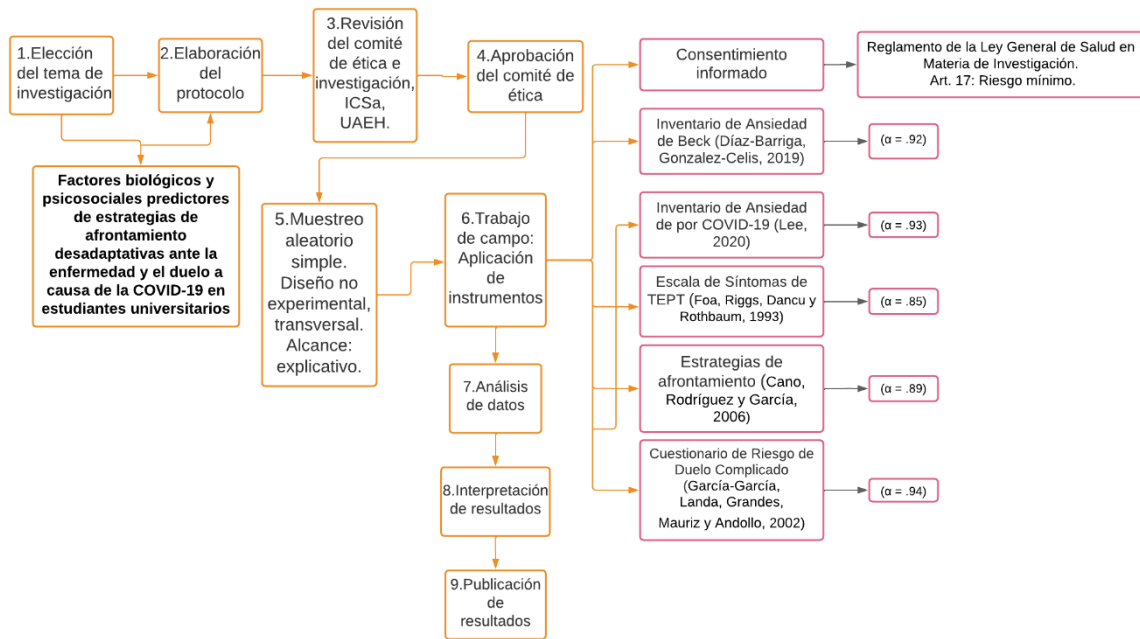 1.Elección
del tema de
investigación
2.Elaboración
del
protocolo
3.Revisión
del comité
de ética e
investigación,
ICSa,
UAEH.
4.Aprobación
del comité de
ética
Factores biológicos y
psicosociales predictores
de estrategias de
afrontamiento
desadaptativas ante la
enfermedad y el duelo a
causa de la COVID-19 en
estudiantes universitarios
5.Muestreo
aleatorio
simple.
Diseño no
experimental,
transversal.
Alcance:
explicativo.
6.Trabajo
de campo:
Aplicación
de
instrumentos
7.Análisis
de datos
8.Interpretación
de resultados
9.Publicación
de
resultados
Consentimiento
informado
Reglamento de la Ley General de Salud en
Materia de Investigación.
Art. 17: Riesgo mínimo.
Inventario de Ansiedad
de Beck (Díaz-Barriga,
Gonzalez-Celis, 2019)
(α = .92)
Inventario de Ansiedad
de por COVID-19 (Lee,
2020)
(α = .93)
Escala de Síntomas de
TEPT (Foa, Riggs, Dancu y
Rothbaum, 1993)
(α = .85)
Estrategias de
afrontamiento (Cano,
Rodríguez y García,
2006)
(α = .89)
Cuestionario de Riesgo de
Duelo Complicado
(García-García,
Landa, Grandes,
Mauriz y Andollo, 2002)
(α = .94)